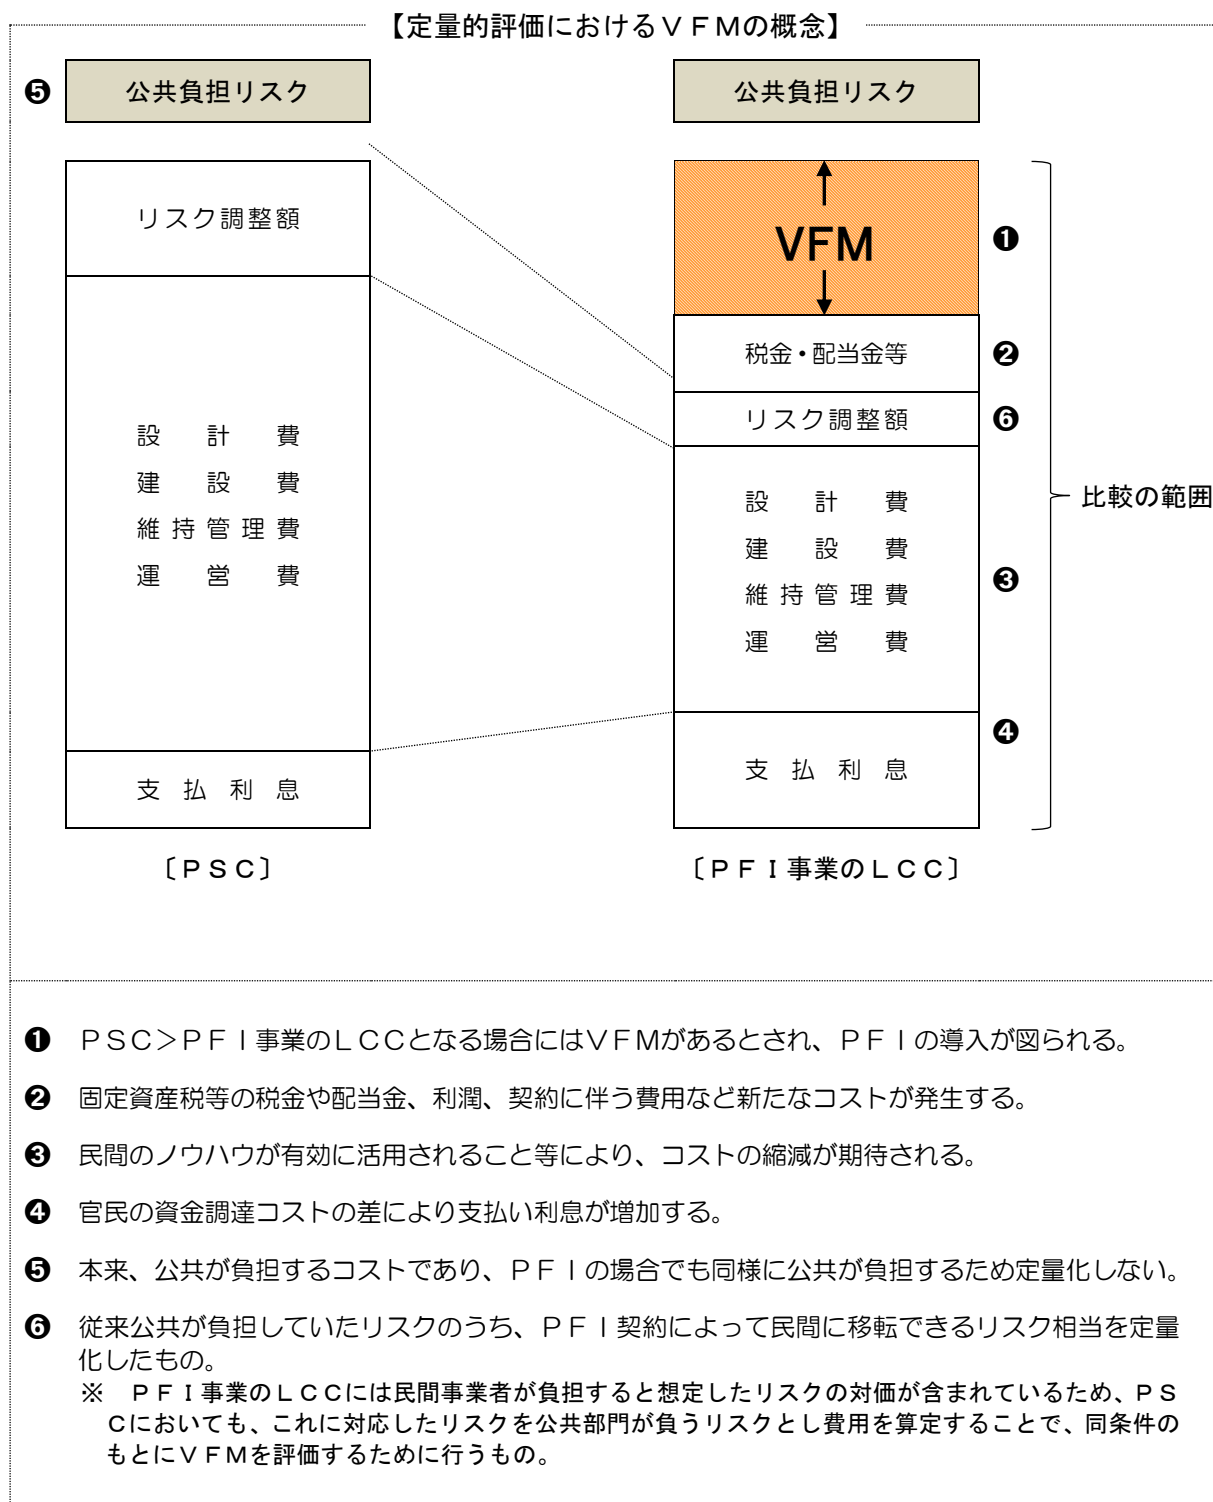 【定量的評価におけるＶＦＭの概念】
❺ 公共負担リスク
公共負担リスク
リスク調整額
設計費
建設費
維持管理費
運営費
支払利息
〔ＰＳＣ〕
VFM
❶
税金・配当金等
❷
リスク調整額
❻
設計費
建設費
維持管理費
運営費
❸
支払利息
❹
比較の範囲
〔ＰＦＩ事業のＬＣＣ〕
❶ ＰＳＣ＞ＰＦＩ事業のＬＣＣとなる場合にはＶＦＭがあるとされ、ＰＦＩの導入が図られる。
❷ 固定資産税等の税金や配当金、利潤、契約に伴う費用など新たなコストが発生する。
❸ 民間のノウハウが有効に活用されること等により、コストの縮減が期待される。
❹ 官民の資金調達コストの差により支払い利息が増加する。
❺ 本来、公共が負担するコストであり、ＰＦＩの場合でも同様に公共が負担するため定量化しない。
❻ 従来公共が負担していたリスクのうち、ＰＦＩ契約によって民間に移転できるリスク相当を定量
化したもの。
※ ＰＦＩ事業のＬＣＣには民間事業者が負担すると想定したリスクの対価が含まれているため、ＰＳ
Ｃにおいても、これに対応したリスクを公共部門が負うリスクとし費用を算定することで、同条件の
もとにＶＦＭを評価するために行うもの。